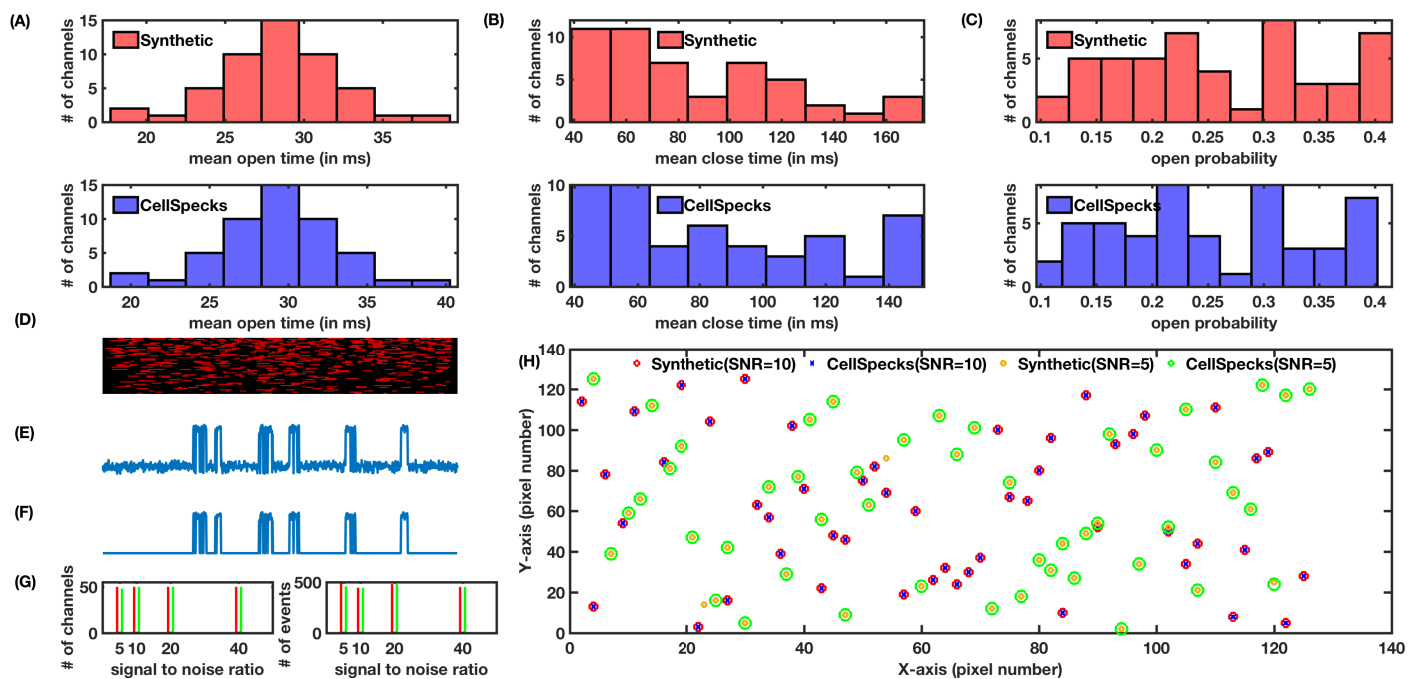 (A)
# of channels
15
10
5
0
Synthetic
20 25 30 35
mean open time (in ms)
(B)
# of channels
10
5
0
Synthetic
40 60 80 100 120 140 160
mean close time (in ms)
(C)
# of channels
5
0
Synthetic
0.1 0.15 0.2 0.25 0.3 0.35 0.4
open probability
# of channels
15
10
5
0
CellSpecks
20 25 30 35 40
mean open time (in ms)
# of channels
10
5
0
CellSpecks
40 60 80 100 120 140
mean close time (in ms)
# of channels
5
0
CellSpecks
0.1 0.15 0.2 0.25 0.3 0.35 0.4
open probability
(D)
(E)
(F)
(G)
# of channels
50
0
5 10 20 40
signal to noise ratio
# of events
500
0
5 10 20 40
signal to noise ratio
(H)
Synthetic(SNR=10) CellSpecks(SNR=10) Synthetic(SNR=5) CellSpecks(SNR=5)
Y-axis (pixel number)
140
120
100
80
60
40
20
0
0 20 40 60 80 100 120 140
X-axis (pixel number)